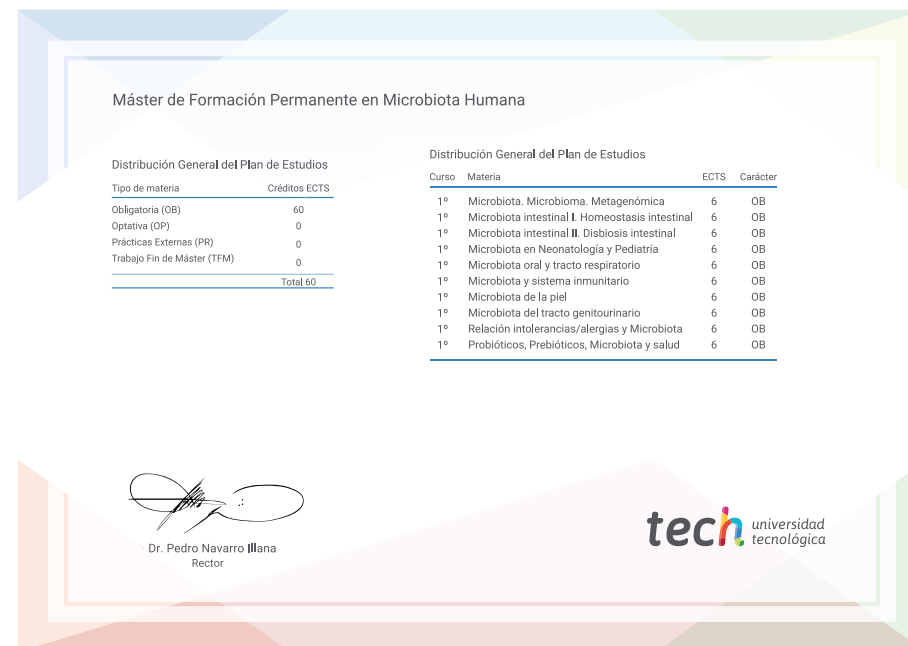 Máster de Formación Permanente en Microbiota Humana
Distribución General del Plan de Estudios
Tipo de materia Créditos ECTS
Obligatoria (OB) 60
Optativa (OP) 0
Prácticas Externas (PR) 0
Trabajo Fin de Máster (TFM) 0
Total 60
Distribución General del Plan de Estudios
Curso Materia ECTS Carácter
1º Microbiota. Microbioma. Metagenómica 6 OB
1º Microbiota intestinal I. Homeostasis intestinal 6 OB
1º Microbiota intestinal II. Disbiosis intestinal 6 OB
1º Microbiota en Neonatología y Pediatría 6 OB
1º Microbiota oral y tracto respiratorio 6 OB
1º Microbiota y sistema inmunitario 6 OB
1º Microbiota de la piel 6 OB
1º Microbiota del tracto genitourinario 6 OB
1º Relación intolerancias/alergias y Microbiota 6 OB
1º Probióticos, Prebióticos, Microbiota y salud 6 OB
Dr. Pedro Navarro Illana
Rector
tech universidad
tecnológica